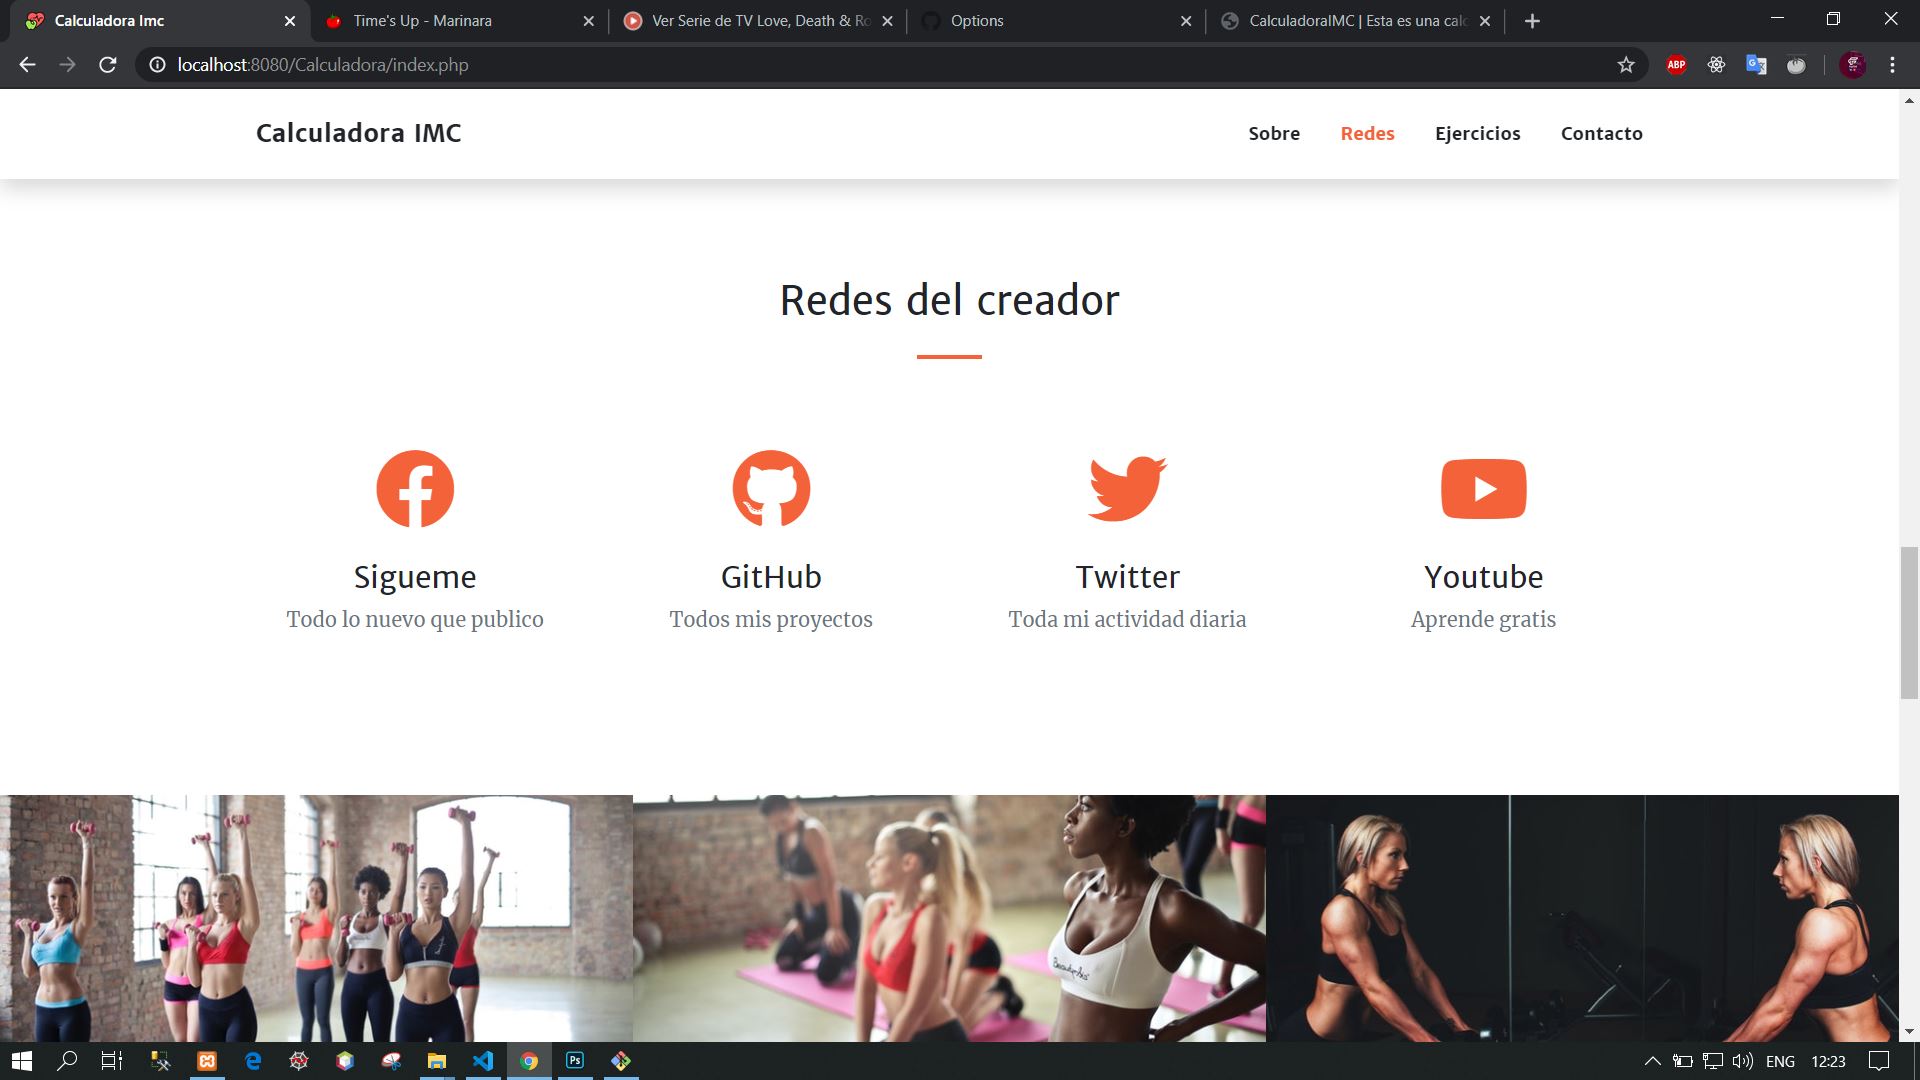 Calculadora Imc
Time's Up - Marinara
Ver Serie de TV Love, Death & Ro
Options
CalculadoraIMC | Esta es una calc
localhost:8080/Calculadora/index.php
ABP
Calculadora IMC
Sobre
Redes
Ejercicios
Contacto
Redes del creador
Sigueme
GitHub
Twitter
Youtube
Todo lo nuevo que publico
Todos mis proyectos
Toda mi actividad diaria
Aprende gratis
Ps
ENG
12:23